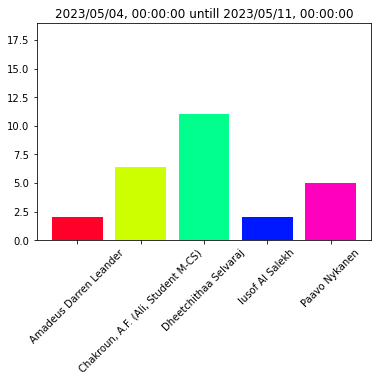 2023/05/04, 00:00:00 untill 2023/05/11, 00:00:00
17.5
15.0
12.5
10.0
7.5
5.0
2.5
0.0
Amadeus Darren Leander
Chakroun, A.F. (Ali, Student M-CS)
Dheetchithaa Selvaraj
Iusof Al Salekh
Paavo Nykanen